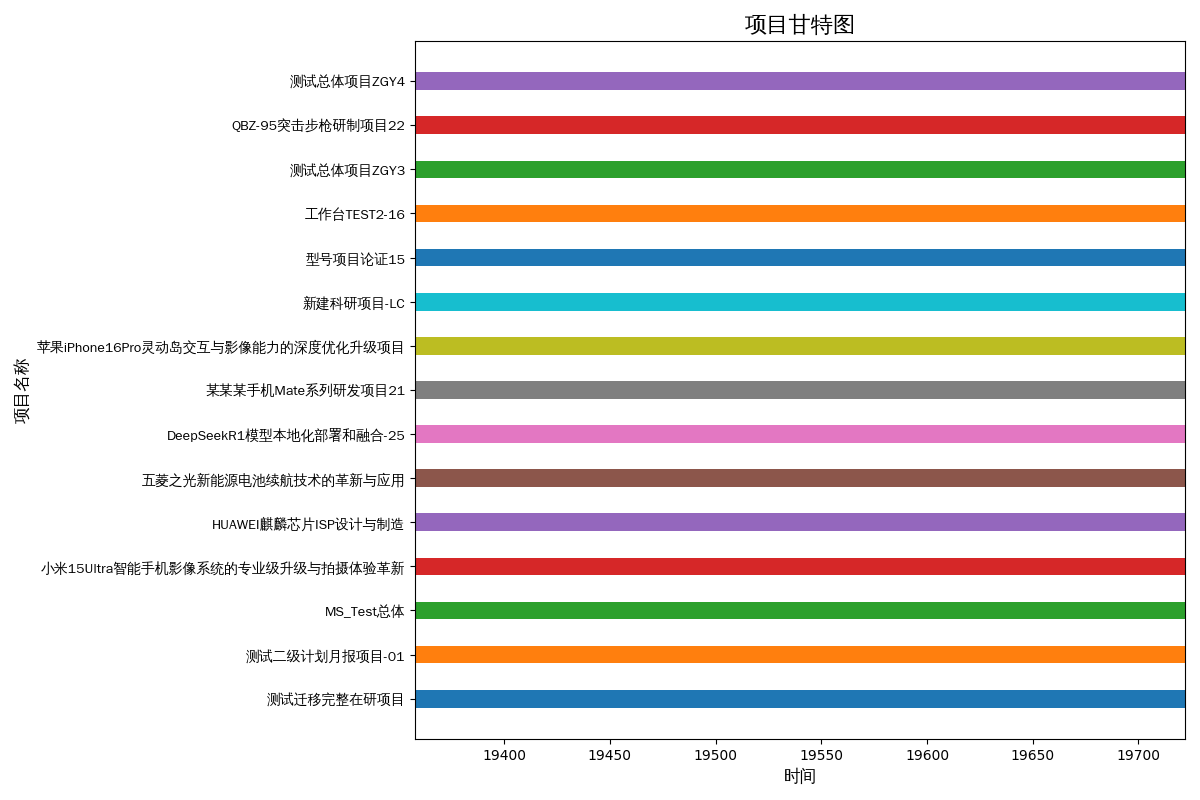 项目甘特图
测试总体项目ZGY4
QBZ-95突击步枪研制项目22
测试总体项目ZGY3
工作台TEST2-16
型号项目论证15
新建科研项目-LC
苹果iPhone16Pro灵动岛交互与影像能力的深度优化升级项目
某某某手机Mate系列研发项目21
DeepSeekR1模型本地化部署和融合-25
五菱之光新能源电池续航技术的革新与应用
HUAWEI麒麟芯片ISP设计与制造
小米15Ultra智能手机影像系统的专业级升级与拍摄体验革新
MS_Test总体
测试二级计划月报项目-01
测试迁移完整在研项目
项目名称
19400 19450 19500 19550 19600 19650 19700
时间